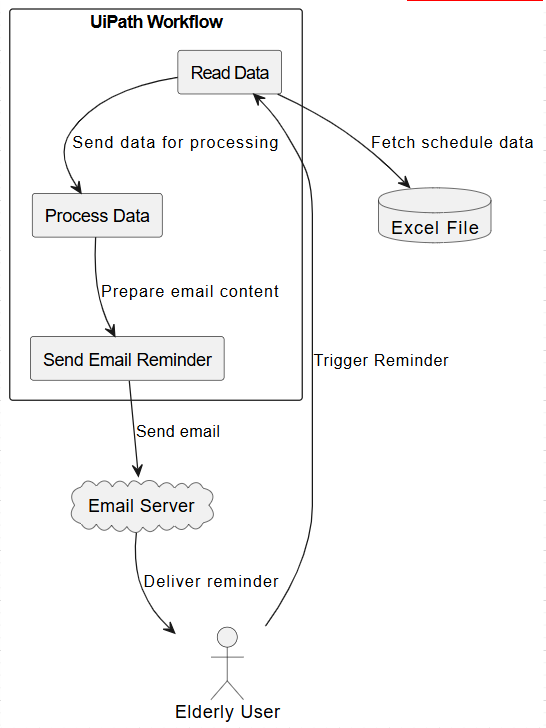 UiPath Workflow
Read Data
Send data for processing
Fetch schedule data
Process Data
Excel File
Prepare email content
Send Email Reminder
Trigger Reminder
Send email
Email Server
Deliver reminder
Elderly User